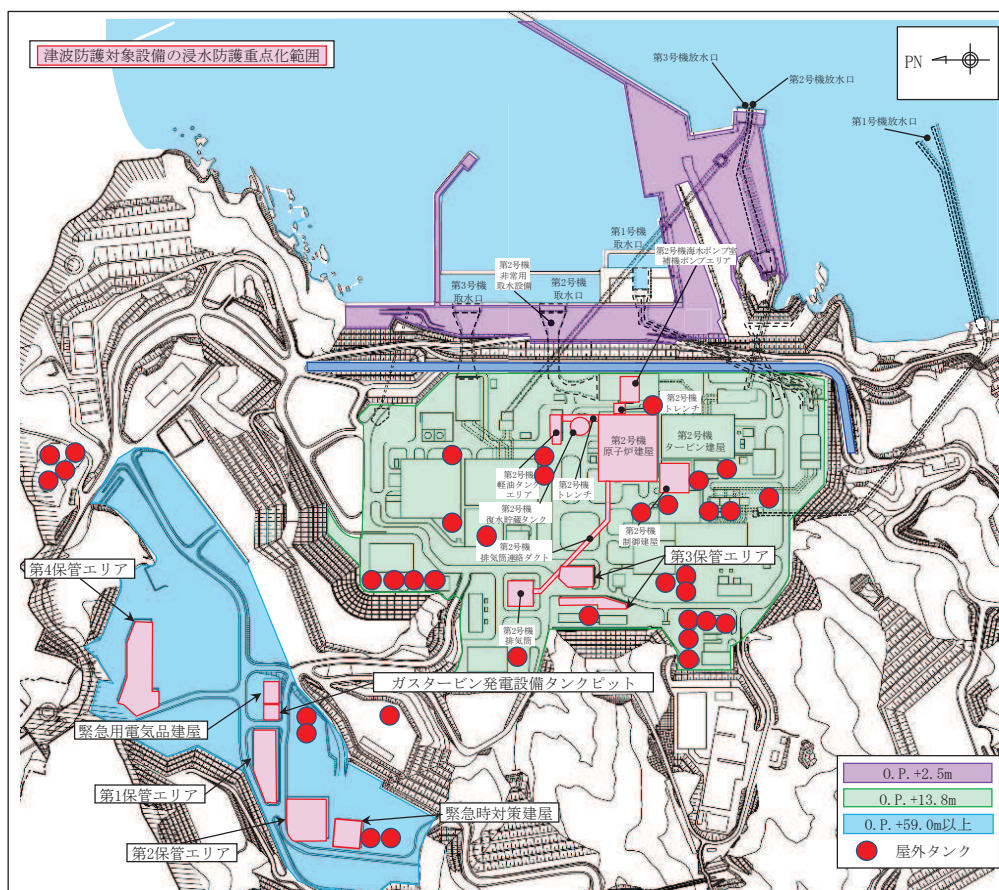 津波防護対象設備の浸水防護重点化範囲
PN
第3号機放水口
第2号機放水口
第1号機放水口
第1号機
取水口
第2号機海水ポンプ室
補機ポンプエリア
第2号機
非常用
取水設備
第3号機
取水口
第2号機
取水口
第2号機
トレンチ
第2号機
原子炉建屋
第2号機
タービン建屋
第2号機
軽油タンク
エリア
第2号機
トレンチ
第2号機
復水貯蔵タンク
第2号機
排気筒連絡ダクト
第2号機
制御建屋
第3保管エリア
第2号機
排気筒
第4保管エリア
ガスタービン発電設備タンクピット
緊急用電気品建屋
第1保管エリア
緊急時対策建屋
第2保管エリア
O.P.+2.5m
O.P.+13.8m
O.P.+59.0m以上
屋外タンク